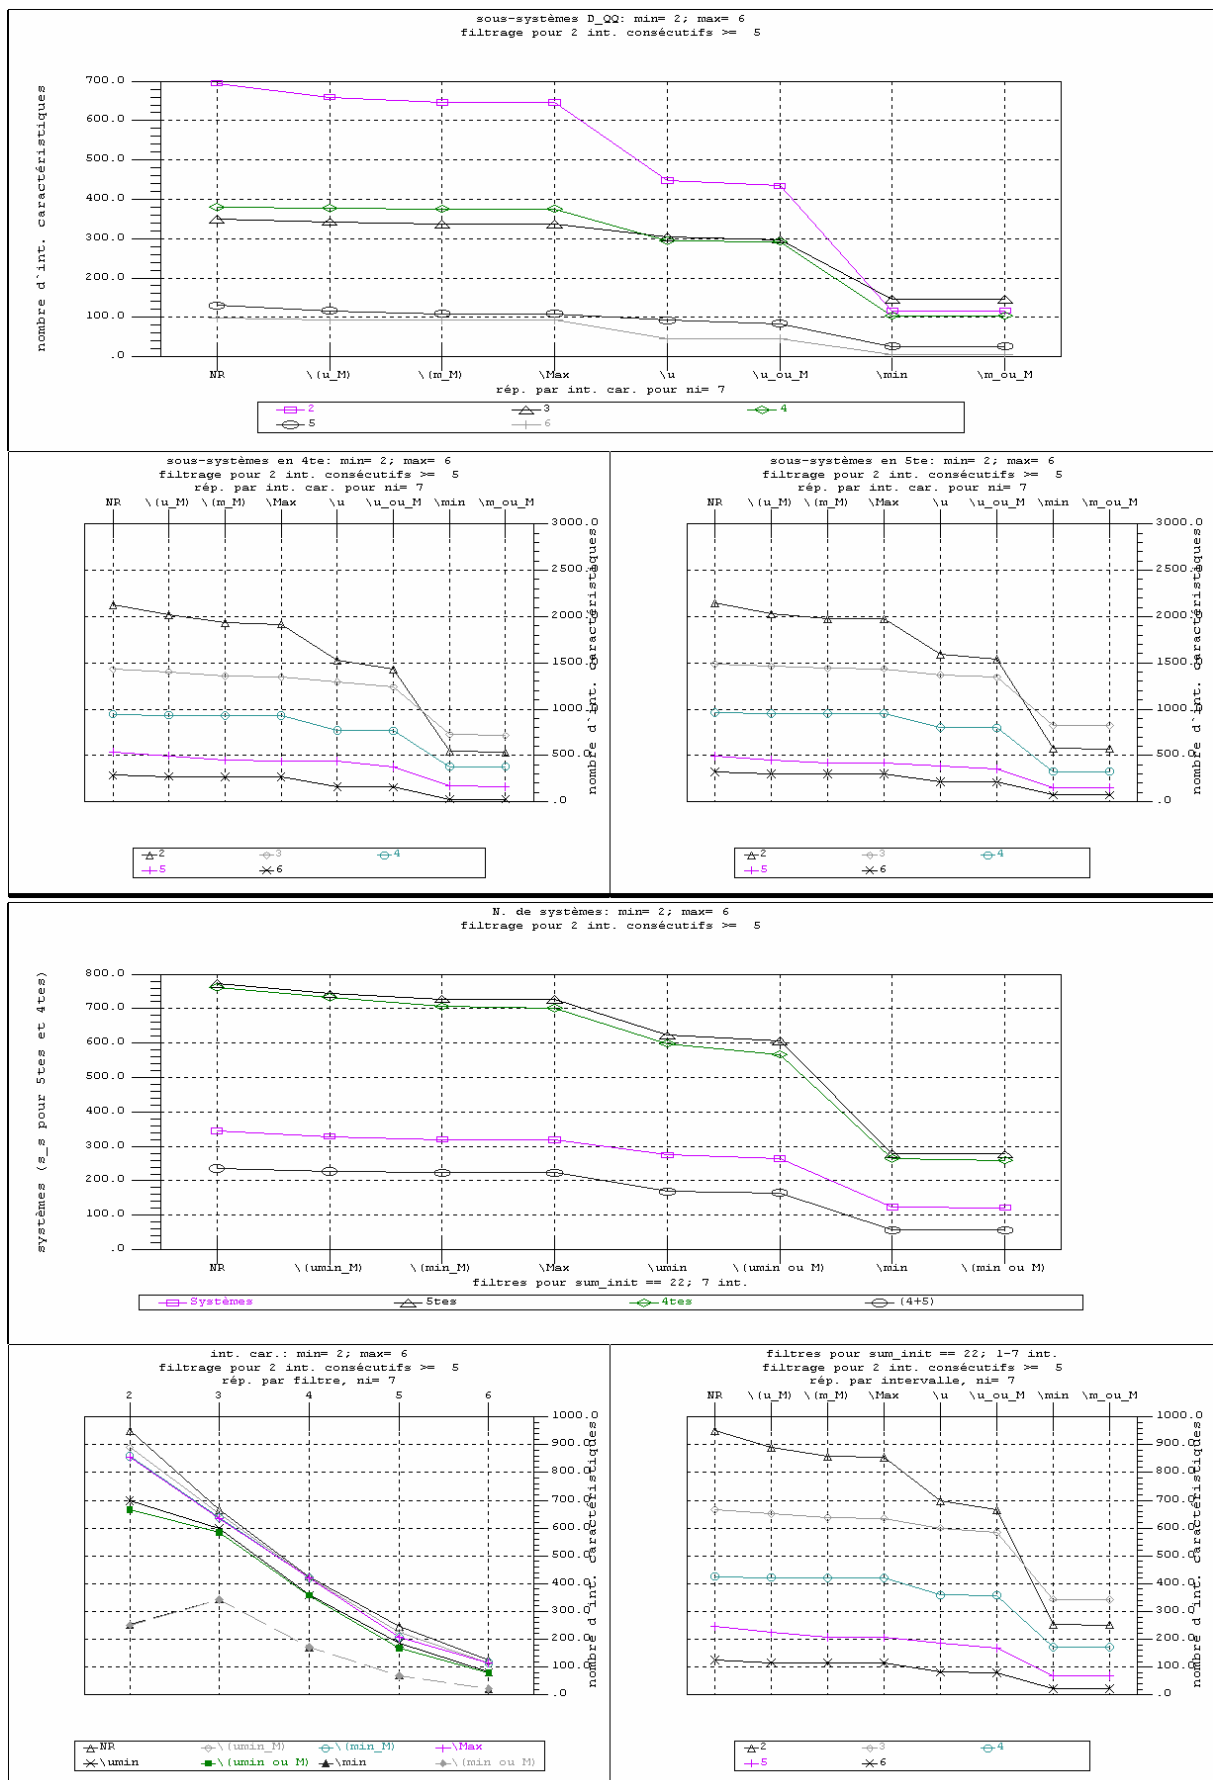 sous-systèmes D_QQ: min= 2; max= 6
filtrage pour 2 int. consécutifs >= 5
nombre d`int. caractéristiques
700.0
600.0
500.0
400.0
300.0
200.0
100.0
.0
NR \(u_M) \(m_M) \Max \u \u_ou_M \min \m_ou_M
rép. par int. car. pour ni= 7
2 3 4
5 6
sous-systèmes en 4te: min= 2; max= 6
filtrage pour 2 int. consécutifs >= 5
rép. par int. car. pour ni= 7
NR \(u_M) \(m_M) \Max \u \u_ou_M \min \m_ou_M
3000.0
2500.0
2000.0
1500.0
1000.0
500.0
.0
nombre d`int. caractéristiques
2 3 4
5 6
sous-systèmes en 5te: min= 2; max= 6
filtrage pour 2 int. consécutifs >= 5
rép. par int. car. pour ni= 7
NR \(u_M) \(m_M) \Max \u \u_ou_M \min \m_ou_M
3000.0
2500.0
2000.0
1500.0
1000.0
500.0
.0
nombre d`int. caractéristiques
2 3 4
5 6
N. de systèmes: min= 2; max= 6
filtrage pour 2 int. consécutifs >= 5
systèmes (s_s pour 5tes et 4tes)
800.0
700.0
600.0
500.0
400.0
300.0
200.0
100.0
.0
NR \(umin_M) \(min_M) \Max \umin \(umin ou M) \min \(min ou M)
filtres pour sum_init == 22; 7 int.
Systèmes 5tes 4tes (4+5)
int. car.: min= 2; max= 6
filtrage pour 2 int. consécutifs >= 5
rép. par filtre, ni= 7
2 3 4 5 6
1000.0
900.0
800.0
700.0
600.0
500.0
400.0
300.0
200.0
100.0
.0
nombre d`int. caractéristiques
NR \(umin_M) \(min_M) \Max
\umin \(umin ou M) \min \(min ou M)
filtres pour sum_init == 22; 1-7 int.
filtrage pour 2 int. consécutifs >= 5
rép. par intervalle, ni= 7
NR \(u_M) \(m_M) \Max \u \u_ou_M \min \m_ou_M
1000.0
900.0
800.0
700.0
600.0
500.0
400.0
300.0
200.0
100.0
.0
nombre d`int. caractéristiques
2 3 4
5 6